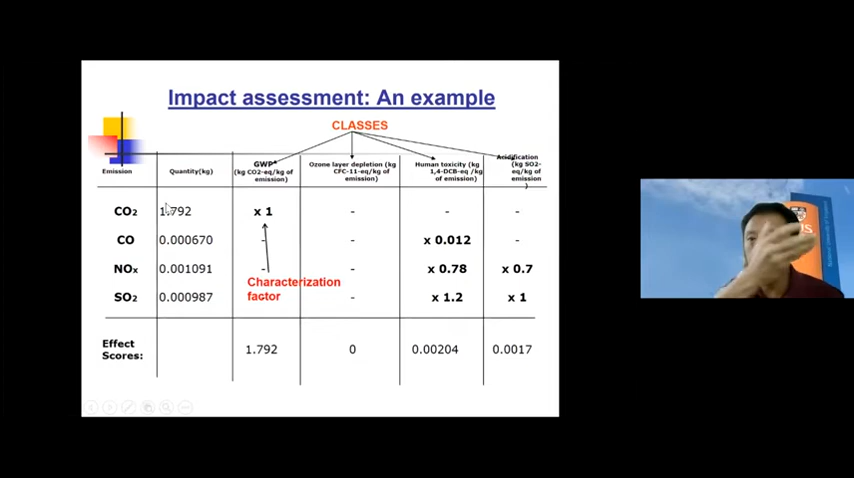 Impact assessment: An example
CLASSES
Emission
Quantity(kg)
GWP
(kg CO2-eq/kg of
emission)
Ozone layer depletion (kg
CFC-11-eq/kg of
emission)
Human toxicity (kg
1,4-DCB-eq /kg
of emission)
Acidification
(kg SO2-
eq/kg of
emission
)
CO2 1.792 x 1 - - -
CO 0.000670 - - x 0.012 -
NOx 0.001091 - - x 0.78 x 0.7
SO2 0.000987 - x 1.2 x 1
Characterization
factor
Effect
Scores:
1.792 0 0.00204 0.0017